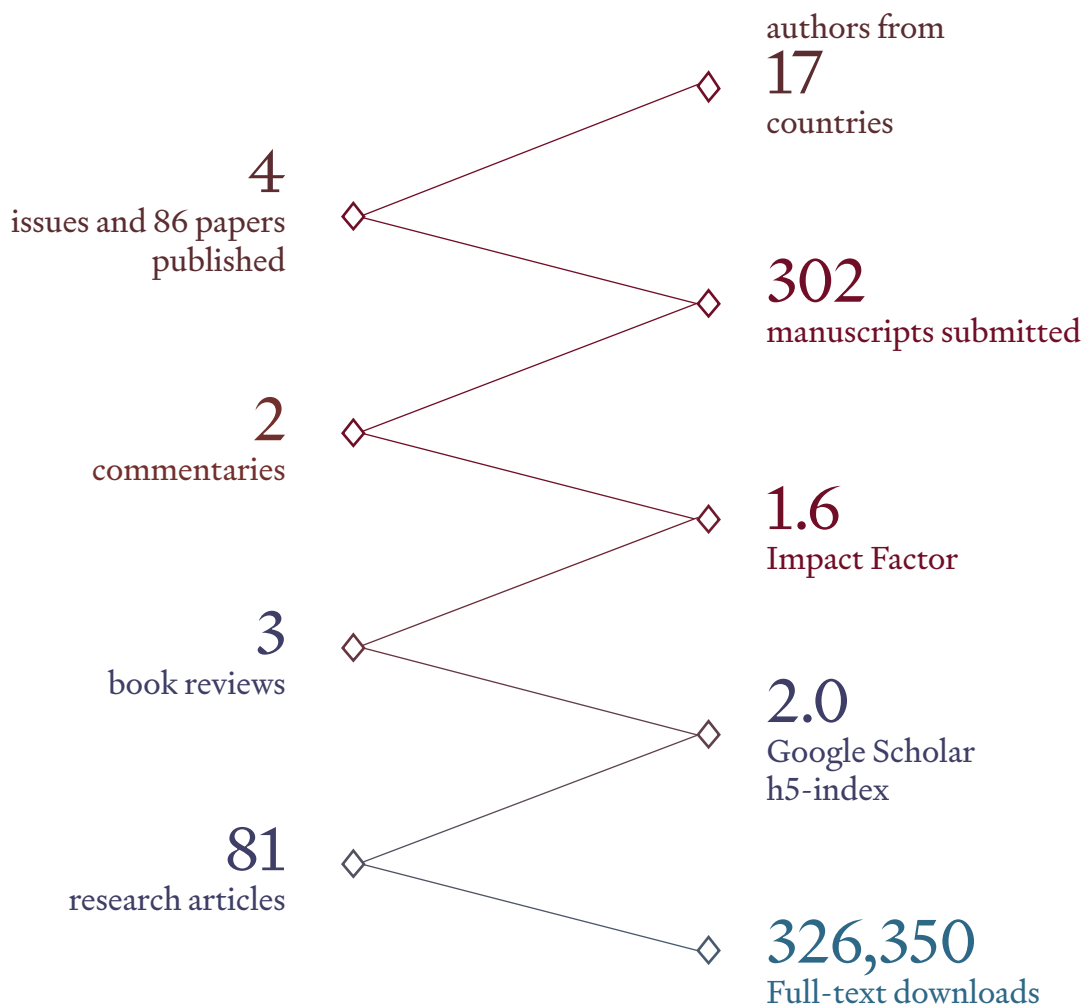 authors from
17
countries
4
issues and 86 papers
published
302
manuscripts submitted
2
commentaries
1.6
Impact Factor
3
book reviews
2.0
Google Scholar
h5-index
81
research articles
326,350
Full-text downloads